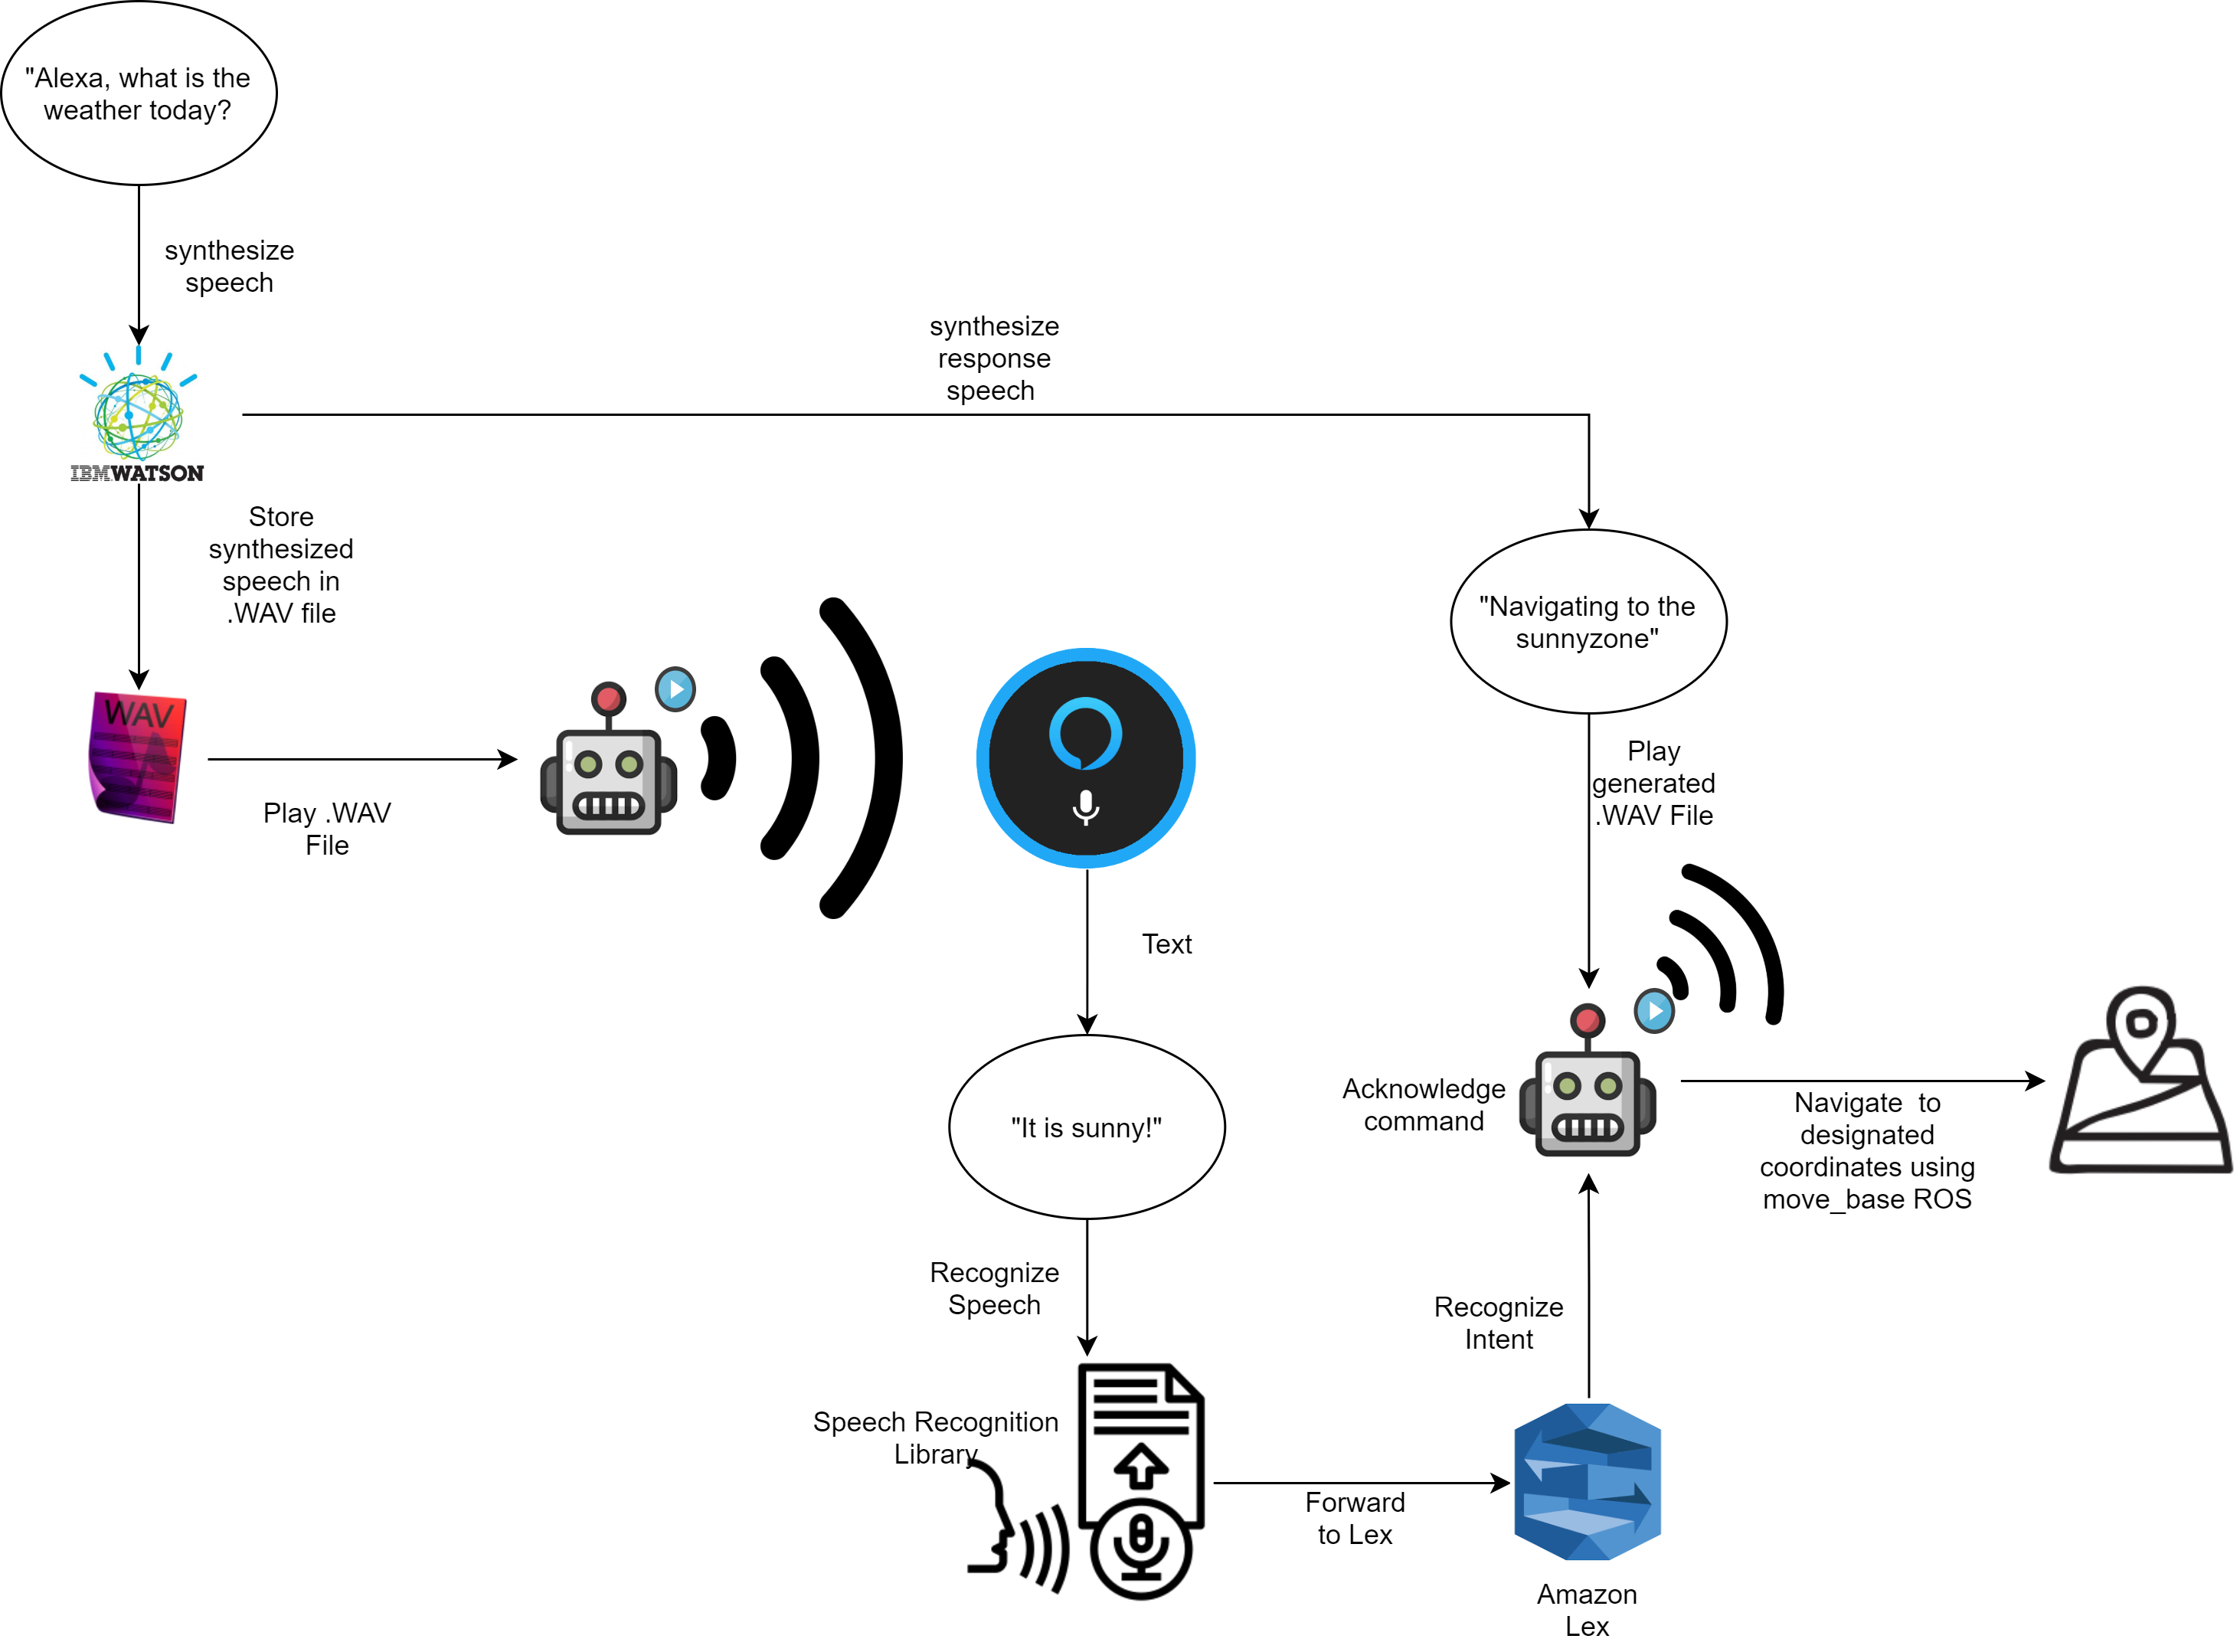 "Alexa, what is the
weather today?
synthesize
speech
IBM WATSON
synthesize
response
speech
Store
synthesized
speech in
.WAV file
WAV
Play .WAV
File
"Navigating to the
sunnyzone"
Play
generated
.WAV File
Text
"It is sunny!"
Acknowledge
command
Navigate  to
designated
coordinates using
move_base ROS
Recognize
Speech
Recognize
Intent
Speech Recognition
Library
Forward
to Lex
Amazon
Lex